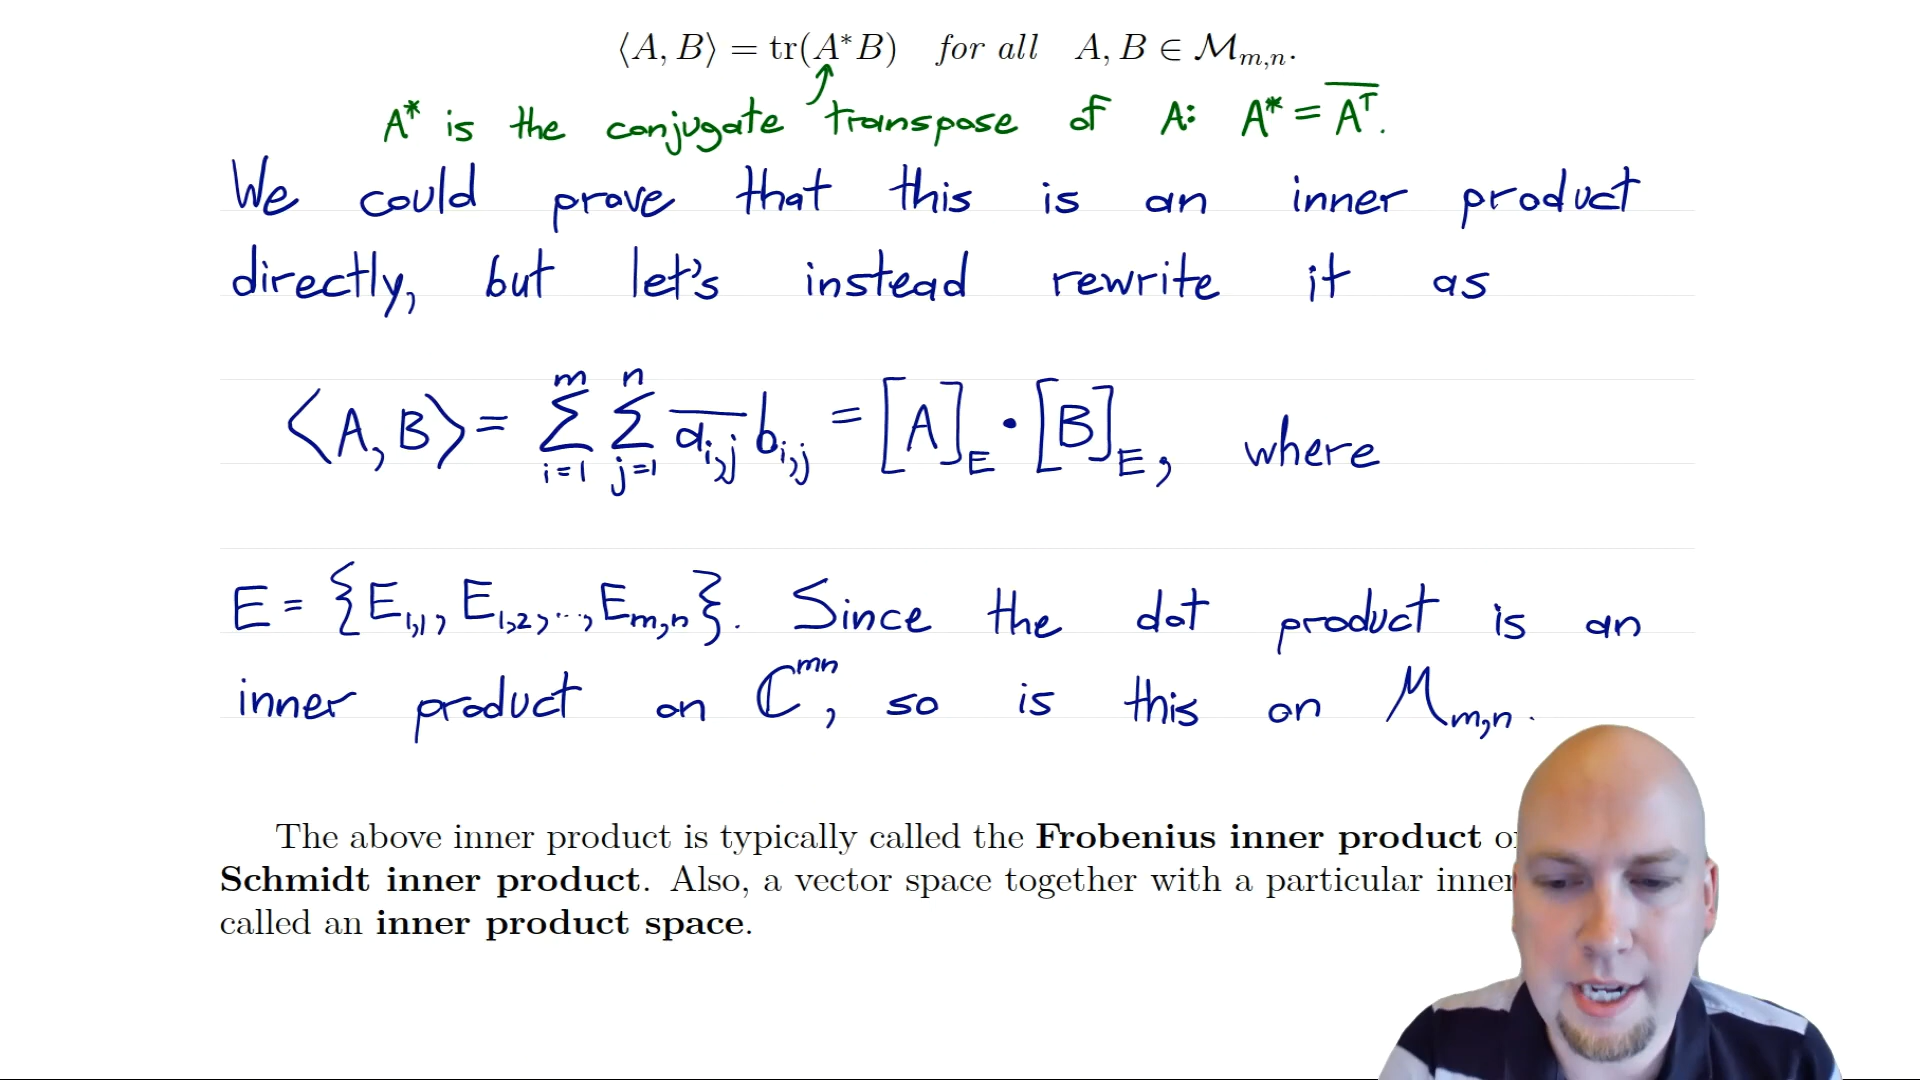 ⟨A, B⟩ = tr(A*B) for all A, B ∈ ℳ_{m,n}.
A* is the conjugate transpose of A: A* = \overline{A^T}.
We could prove that this is an inner product
directly, but let's instead rewrite it as
⟨A, B⟩ = \sum_{i=1}^{m} \sum_{j=1}^{n} \overline{a_{i,j}} b_{i,j} = [A]_E • [B]_E, where
E = {E_{1,1}, E_{1,2}, ..., E_{m,n}}. Since the dot product is an
inner product on ℂ^{mn}, so is this on ℳ_{m,n}.
The above inner product is typically called the Frobenius inner product
Schmidt inner product. Also, a vector space together with a particular inner
called an inner product space.